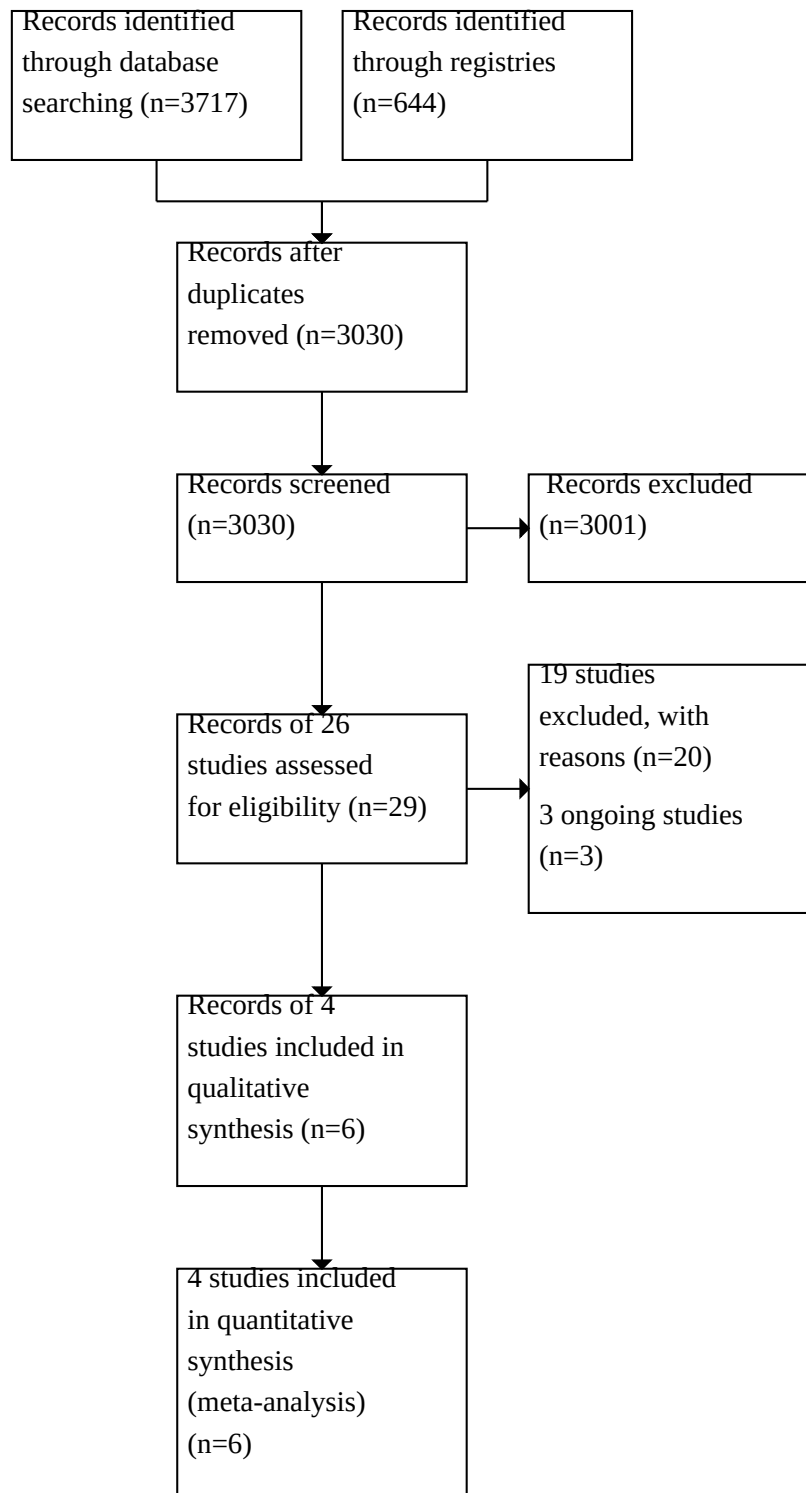 Records identified
through database
searching (n=3717)
Records identified
through registries
(n=644)
Records after
duplicates
removed (n=3030)
Records screened
(n=3030)
Records excluded
(n=3001)
Records of 26
studies assessed
for eligibility (n=29)
19 studies
excluded, with
reasons (n=20)
3 ongoing studies
(n=3)
Records of 4
studies included in
qualitative
synthesis (n=6)
4 studies included
in quantitative
synthesis
(meta-analysis)
(n=6)